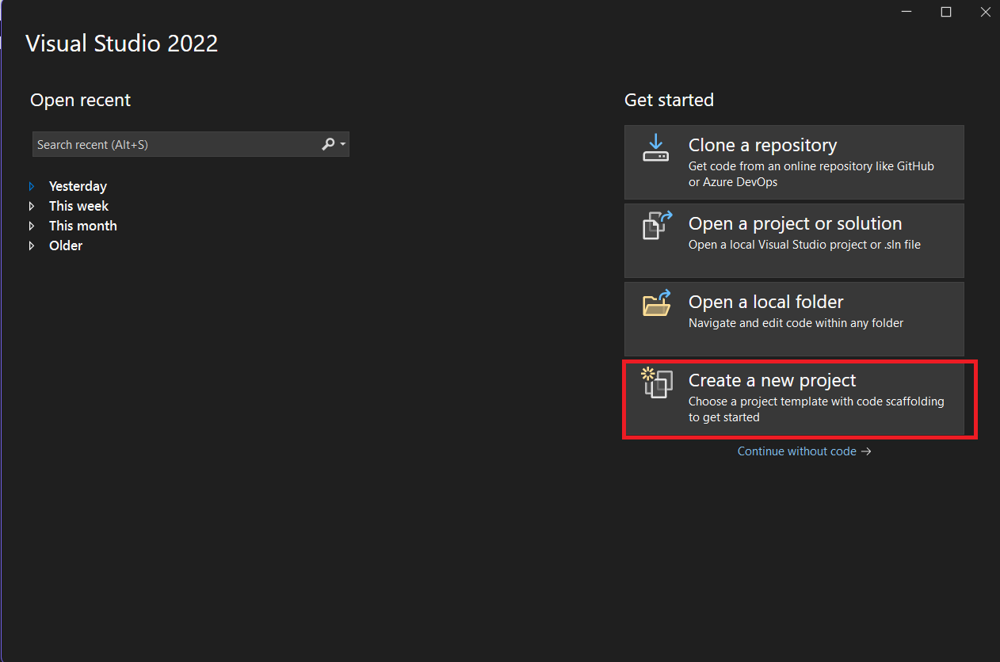 Visual Studio 2022
Open recent
Search recent (Alt+S)
Yesterday
This week
This month
Older
Get started
Clone a repository
Get code from an online repository like GitHub
or Azure DevOps
Open a project or solution
Open a local Visual Studio project or .sln file
Open a local folder
Navigate and edit code within any folder
Create a new project
Choose a project template with code scaffolding
to get started
Continue without code →